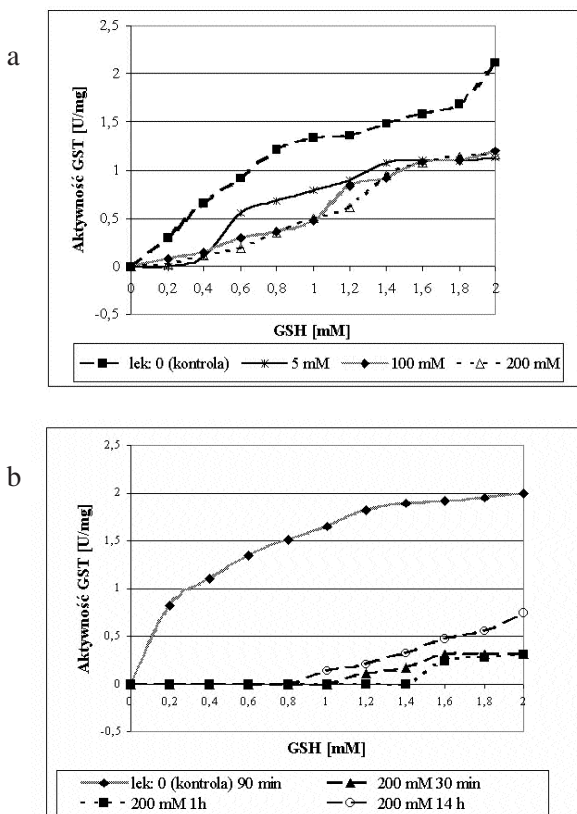 a
2,5
2
1,5
1
0,5
0
-0,5
Aktywność GST [U/mg]
0 0,2 0,4 0,6 0,8 1 1,2 1,4 1,6 1,8 2
GSH [mM]
lek: 0 (kontrola) 5 mM 100 mM 200 mM
b
2,5
2
1,5
1
0,5
0
-0,5
Aktywność GST [U/mg]
0 0,2 0,4 0,6 0,8 1 1,2 1,4 1,6 1,8 2
GSH [mM]
lek: 0 (kontrola) 90 min 200 mM 30 min
200 mM 1h 200 mM 14 h